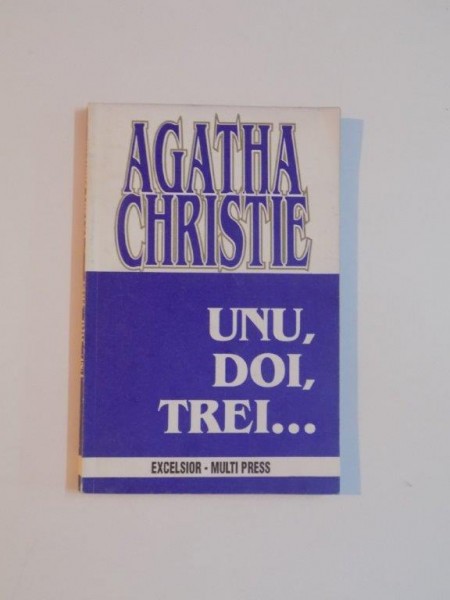 AGATHA
CHRISTIE
UNU,
DOI,
TREI...
EXCELSIOR - MULTI PRESS